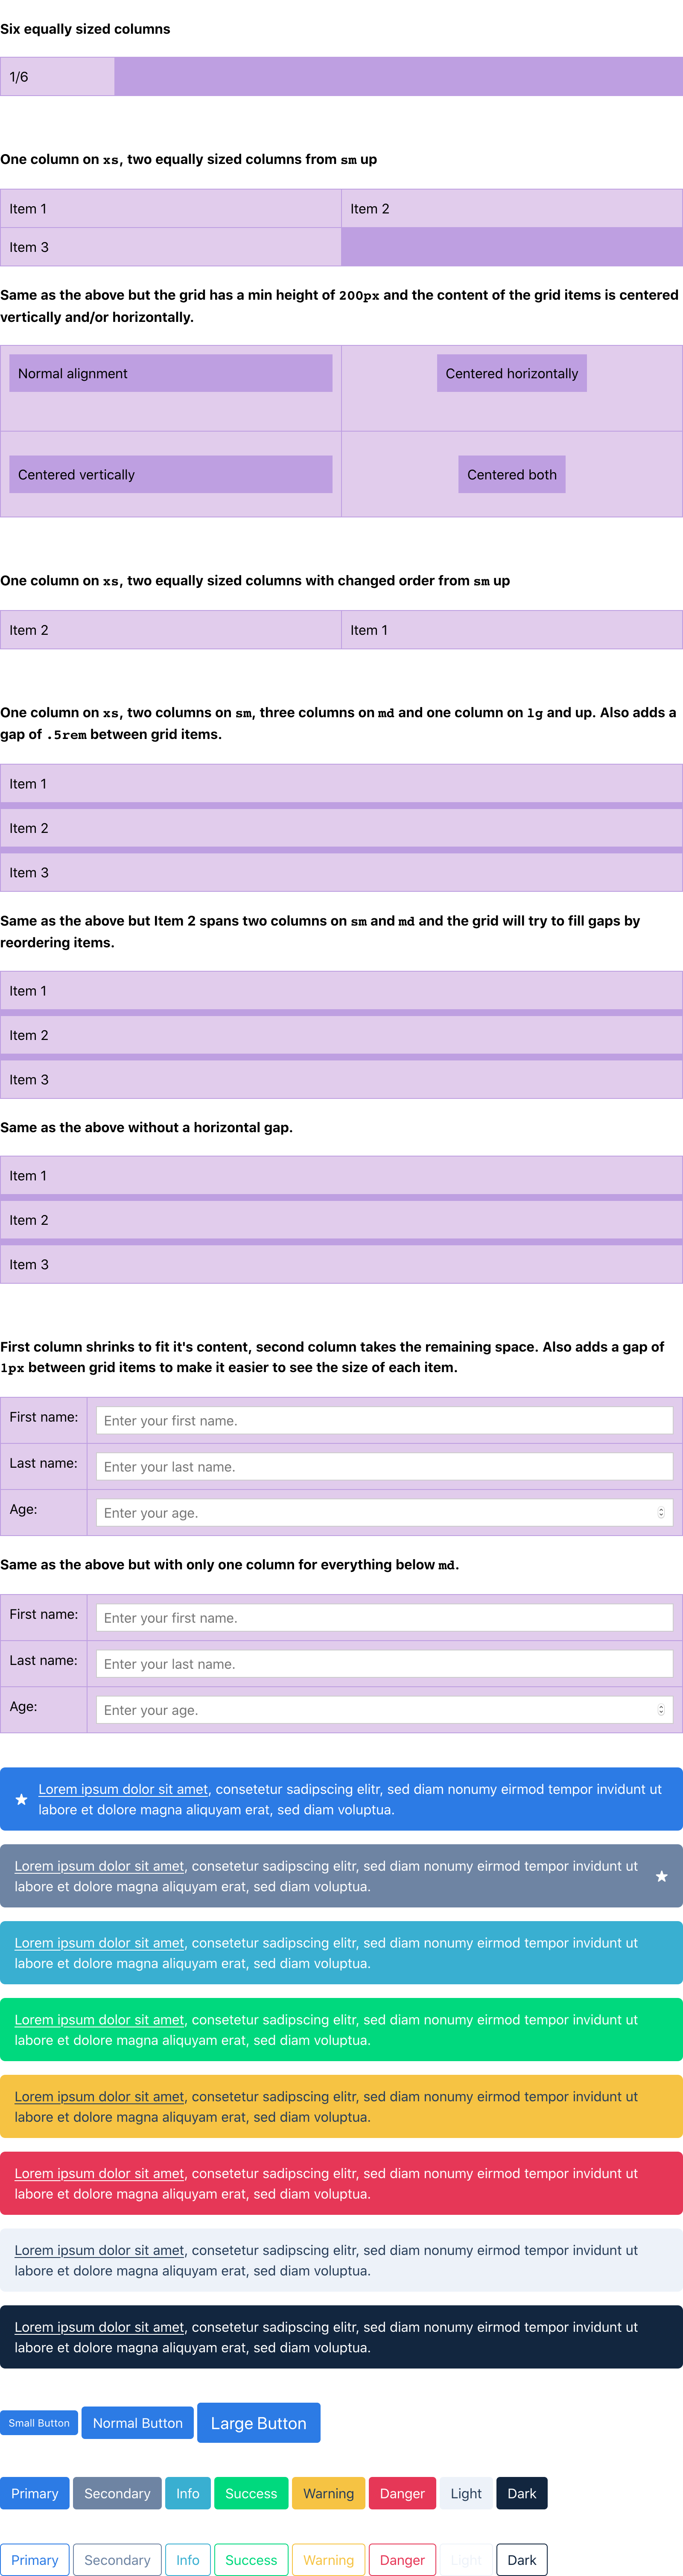 Six equally sized columns
1/6
One column on xs, two equally sized columns from sm up
Item 1 Item 2
Item 3
Same as the above but the grid has a min height of 200px and the content of the grid items is centered
vertically and/or horizontally.
Normal alignment Centered horizontally
Centered vertically Centered both
One column on xs, two equally sized columns with changed order from sm up
Item 2 Item 1
One column on xs, two columns on sm, three columns on md and one column on lg and up. Also adds a
gap of .5rem between grid items.
Item 1
Item 2
Item 3
Same as the above but Item 2 spans two columns on sm and md and the grid will try to fill gaps by
reordering items.
Item 1
Item 2
Item 3
Same as the above without a horizontal gap.
Item 1
Item 2
Item 3
First column shrinks to fit it's content, second column takes the remaining space. Also adds a gap of
1px between grid items to make it easier to see the size of each item.
First name: Enter your first name.
Last name: Enter your last name.
Age: Enter your age.
Same as the above but with only one column for everything below md.
First name: Enter your first name.
Last name: Enter your last name.
Age: Enter your age.
Lorem ipsum dolor sit amet, consetetur sadipscing elitr, sed diam nonumy eirmod tempor invidunt ut
labore et dolore magna aliquyam erat, sed diam voluptua.
Lorem ipsum dolor sit amet, consetetur sadipscing elitr, sed diam nonumy eirmod tempor invidunt ut
labore et dolore magna aliquyam erat, sed diam voluptua.
Lorem ipsum dolor sit amet, consetetur sadipscing elitr, sed diam nonumy eirmod tempor invidunt ut
labore et dolore magna aliquyam erat, sed diam voluptua.
Lorem ipsum dolor sit amet, consetetur sadipscing elitr, sed diam nonumy eirmod tempor invidunt ut
labore et dolore magna aliquyam erat, sed diam voluptua.
Lorem ipsum dolor sit amet, consetetur sadipscing elitr, sed diam nonumy eirmod tempor invidunt ut
labore et dolore magna aliquyam erat, sed diam voluptua.
Lorem ipsum dolor sit amet, consetetur sadipscing elitr, sed diam nonumy eirmod tempor invidunt ut
labore et dolore magna aliquyam erat, sed diam voluptua.
Lorem ipsum dolor sit amet, consetetur sadipscing elitr, sed diam nonumy eirmod tempor invidunt ut
labore et dolore magna aliquyam erat, sed diam voluptua.
Lorem ipsum dolor sit amet, consetetur sadipscing elitr, sed diam nonumy eirmod tempor invidunt ut
labore et dolore magna aliquyam erat, sed diam voluptua.
Small Button Normal Button Large Button
Primary Secondary Info Success Warning Danger Light Dark
Primary Secondary Info Success Warning Danger Light Dark